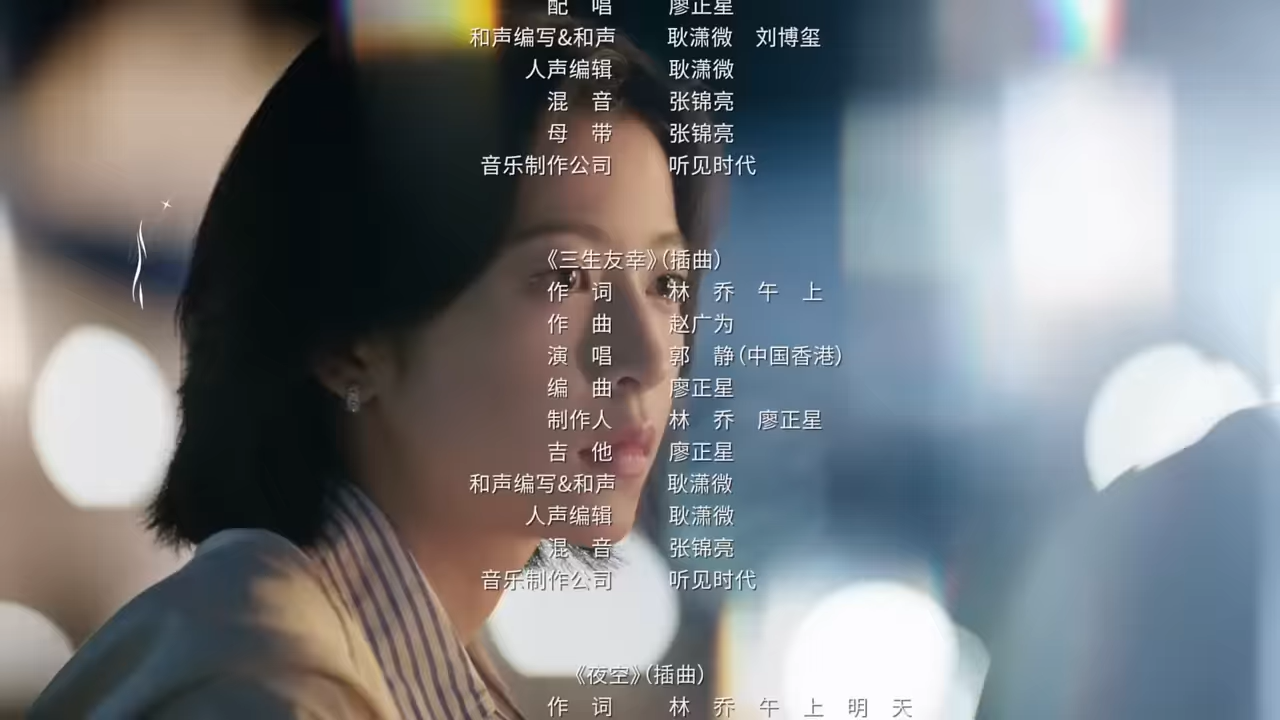 配 唱 廖正星
和声编写&和声 耿潇微 刘博玺
人声编辑 耿潇微
混 音 张锦亮
母 带 张锦亮
音乐制作公司 听见时代
《三生友幸》(插曲)
作 词 林 乔 午 上
作 曲 赵广为
演 唱 郭 静(中国香港)
编 曲 廖正星
制作人 林 乔 廖正星
吉 他 廖正星
和声编写&和声 耿潇微
人声编辑 耿潇微
混 音 张锦亮
音乐制作公司 听见时代
《夜空》(插曲)
作 词 林 乔 午 上 明 天